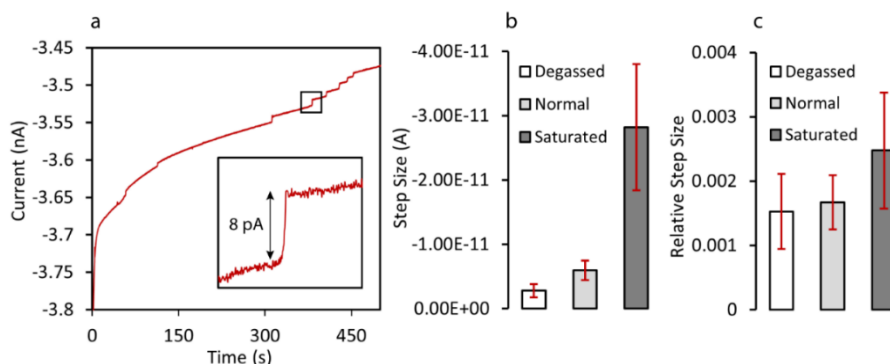 a
Current (nA)
-3.45
-3.5
-3.55
-3.6
-3.65
-3.7
-3.75
-3.8
8 pA
0
150
300
450
Time (s)
b
Step Size (A)
-4.00E-11
-3.00E-11
-2.00E-11
-1.00E-11
0.00E+00
Degassed
Normal
Saturated
c
Relative Step Size
0.004
0.003
0.002
0.001
0
Degassed
Normal
Saturated